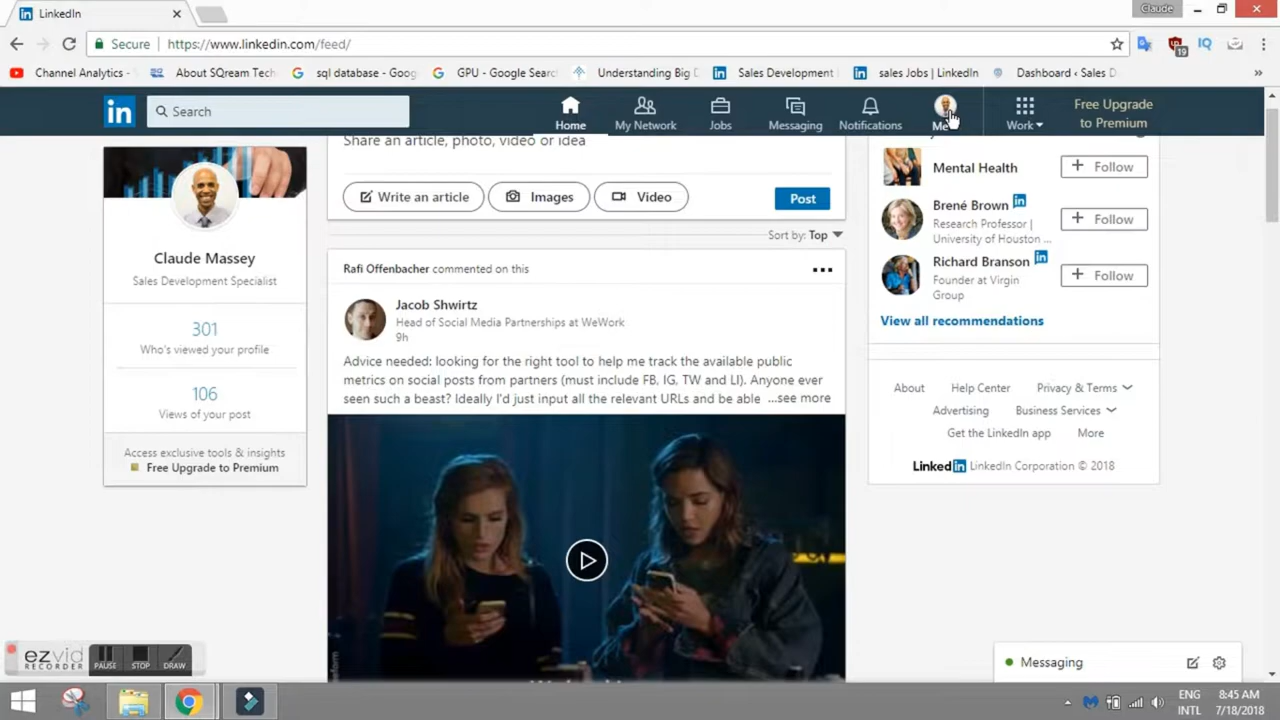 LinkedIn
Claude
Secure
https://www.linkedin.com/feed/
19
Channel Analytics -
About SQream Tech
sql database - Goog
GPU - Google Searc
Understanding Big D
Sales Development
sales Jobs | LinkedIn
Dashboard ‹ Sales D
»
in
Search
Home
My Network
Jobs
Messaging
Notifications
Me
Work
Free Upgrade
to Premium
Claude Massey
Sales Development Specialist
301
Who's viewed your profile
106
Views of your post
Access exclusive tools & insights
Free Upgrade to Premium
Share an article, photo, video or idea
Write an article
Images
Video
Post
Sort by: Top
Rafi Offenbacher commented on this
Jacob Shwirtz
Head of Social Media Partnerships at WeWork
9h
Advice needed: looking for the right tool to help me track the available public
metrics on social posts from partners (must include FB, IG, TW and LI). Anyone ever
seen such a beast? Ideally I'd just input all the relevant URLs and be able ...see more
Mental Health
+ Follow
Brené Brown in
Research Professor |
University of Houston ...
+ Follow
Richard Branson in
Founder at Virgin
Group
+ Follow
View all recommendations
About Help Center Privacy & Terms
Advertising Business Services
Get the LinkedIn app More
Linked in LinkedIn Corporation © 2018
Messaging
ezvid
RECORDER
PAUSE
STOP
DRAW
ENG
INTL
8:45 AM
7/18/2018